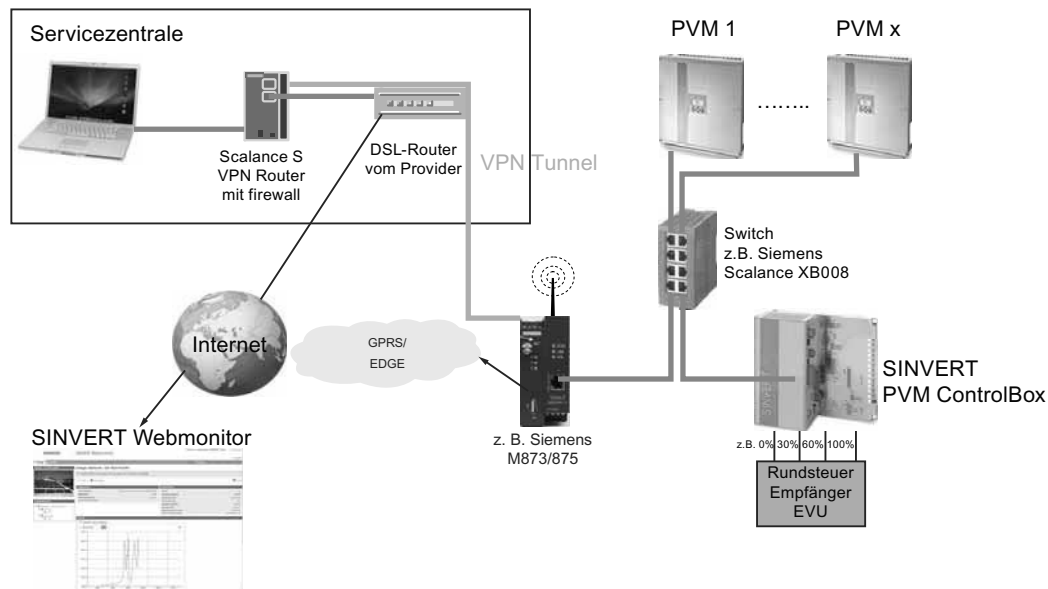 Servicezentrale
PVM 1
PVM x
........
Scalance S
VPN Router
mit firewall
DSL-Router
vom Provider
VPN Tunnel
Switch
z.B. Siemens
Scalance XB008
Internet
GPRS/
EDGE
SINVERT
PVM ControlBox
z. B. Siemens
M873/875
SINVERT Webmonitor
z.B. 0% 30% 60% 100%
Rundsteuer
Empfänger
EVU